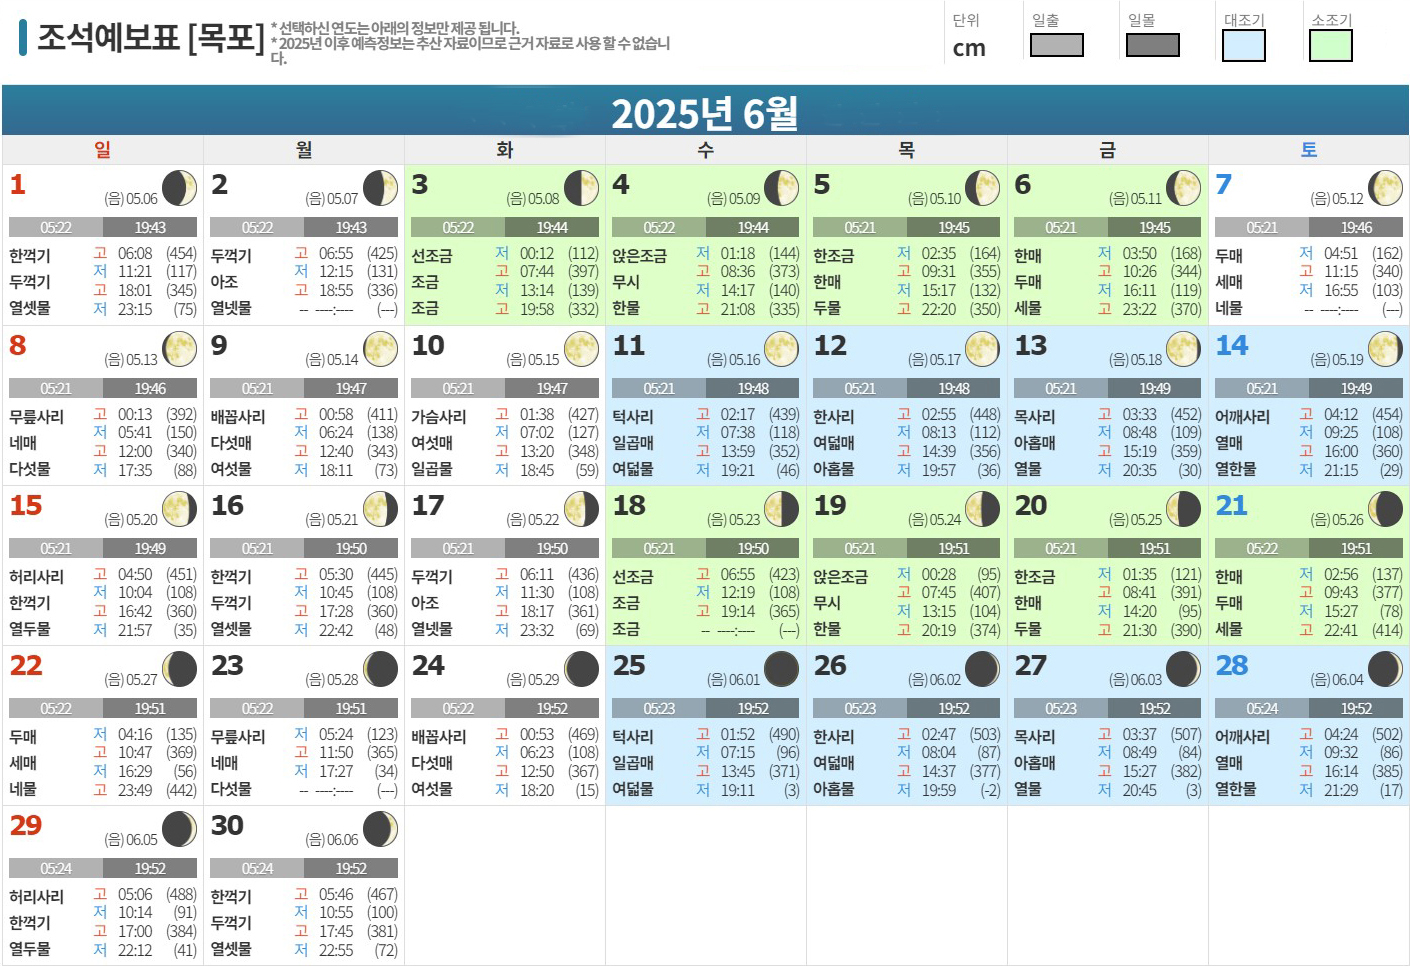 조석예보표 [목포]
* 선택하신 연도는 아래의 정보만 제공 됩니다.
* 2025년 이후 예측정보는 추산 자료이므로 근거 자료로 사용 할 수 없습니
다.
단위 일출 일몰 대조기 소조기
cm
2025년 6월
일 월 화 수 목 금 토
1 (음) 05.06
05:22 19:43
한꺽기 고 06:08 (454)
저 11:21 (117)
두꺽기
고 18:01 (345)
열셋물 저 23:15 (75)
2 (음) 05.07
05:22 19:43
두꺽기 고 06:55 (425)
저 12:15 (131)
아조
고 18:55 (336)
열넷물 -- ----:---- (---)
3 (음) 05.08
05:22 19:44
선조금 저 00:12 (112)
고 07:44 (397)
조금
저 13:14 (139)
조금 고 19:58 (332)
4 (음) 05.09
05:22 19:44
앉은조금 저 01:18 (144)
고 08:36 (373)
무시
저 14:17 (140)
한물 고 21:08 (335)
5 (음) 05.10
05:21 19:45
한조금 저 02:35 (164)
고 09:31 (355)
한매
저 15:17 (132)
두물 고 22:20 (350)
6 (음) 05.11
05:21 19:45
한매 저 03:50 (168)
고 10:26 (344)
두매
저 16:11 (119)
세물 고 23:22 (370)
7 (음) 05.12
05:21 19:46
두매 저 04:51 (162)
고 11:15 (340)
세매
저 16:55 (103)
네물 -- ----:---- (---)
8 (음) 05.13
05:21 19:46
무릎사리 고 00:13 (392)
저 05:41 (150)
네매
고 12:00 (340)
다섯물 저 17:35 (88)
9 (음) 05.14
05:21 19:47
배꼽사리 고 00:58 (411)
저 06:24 (138)
다섯매
고 12:40 (343)
여섯물 저 18:11 (73)
10 (음) 05.15
05:21 19:47
가슴사리 고 01:38 (427)
저 07:02 (127)
여섯매
고 13:20 (348)
일곱물 저 18:45 (59)
11 (음) 05.16
05:21 19:48
턱사리 고 02:17 (439)
저 07:38 (118)
일곱매
고 13:59 (352)
여덟물 저 19:21 (46)
12 (음) 05.17
05:21 19:48
한사리 고 02:55 (448)
저 08:13 (112)
여덟매
고 14:39 (356)
아홉물 저 19:57 (36)
13 (음) 05.18
05:21 19:49
목사리 고 03:33 (452)
저 08:48 (109)
아홉매
고 15:19 (359)
열물 저 20:35 (30)
14 (음) 05.19
05:21 19:49
어깨사리 고 04:12 (454)
저 09:25 (108)
열매
고 16:00 (360)
열한물 저 21:15 (29)
15 (음) 05.20
05:21 19:49
허리사리 고 04:50 (451)
저 10:04 (108)
한꺽기
고 16:42 (360)
열두물 저 21:57 (35)
16 (음) 05.21
05:21 19:50
한꺽기 고 05:30 (445)
저 10:45 (108)
두꺽기
고 17:28 (360)
열셋물 저 22:42 (48)
17 (음) 05.22
05:21 19:50
두꺽기 고 06:11 (436)
저 11:30 (108)
아조
고 18:17 (361)
열넷물 저 23:32 (69)
18 (음) 05.23
05:21 19:50
선조금 고 06:55 (423)
저 12:19 (108)
조금
고 19:14 (365)
조금 -- ----:---- (---)
19 (음) 05.24
05:21 19:51
앉은조금 저 00:28 (95)
고 07:45 (407)
무시
저 13:15 (104)
한물 고 20:19 (374)
20 (음) 05.25
05:21 19:51
한조금 저 01:35 (121)
고 08:41 (391)
한매
저 14:20 (95)
두물 고 21:30 (390)
21 (음) 05.26
05:22 19:51
한매 저 02:56 (137)
고 09:43 (377)
두매
저 15:27 (78)
세물 고 22:41 (414)
22 (음) 05.27
05:22 19:51
두매 저 04:16 (135)
고 10:47 (369)
세매
저 16:29 (56)
네물 고 23:49 (442)
23 (음) 05.28
05:22 19:51
무릎사리 저 05:24 (123)
고 11:50 (365)
네매
저 17:27 (34)
다섯물 -- ----:---- (---)
24 (음) 05.29
05:22 19:52
배꼽사리 고 00:53 (469)
저 06:23 (108)
다섯매
고 12:50 (367)
여섯물 저 18:20 (15)
25 (음) 06.01
05:23 19:52
턱사리 고 01:52 (490)
저 07:15 (96)
일곱매
고 13:45 (371)
여덟물 저 19:11 (3)
26 (음) 06.02
05:23 19:52
한사리 고 02:47 (503)
저 08:04 (87)
여덟매
고 14:37 (377)
아홉물 저 19:59 (-2)
27 (음) 06.03
05:23 19:52
목사리 고 03:37 (507)
저 08:49 (84)
아홉매
고 15:27 (382)
열물 저 20:45 (3)
28 (음) 06.04
05:24 19:52
어깨사리 고 04:24 (502)
저 09:32 (86)
열매
고 16:14 (385)
열한물 저 21:29 (17)
29 (음) 06.05
05:24 19:52
허리사리 고 05:06 (488)
저 10:14 (91)
한꺽기
고 17:00 (384)
열두물 저 22:12 (41)
30 (음) 06.06
05:24 19:52
한꺽기 고 05:46 (467)
저 10:55 (100)
두꺽기
고 17:45 (381)
열셋물 저 22:55 (72)